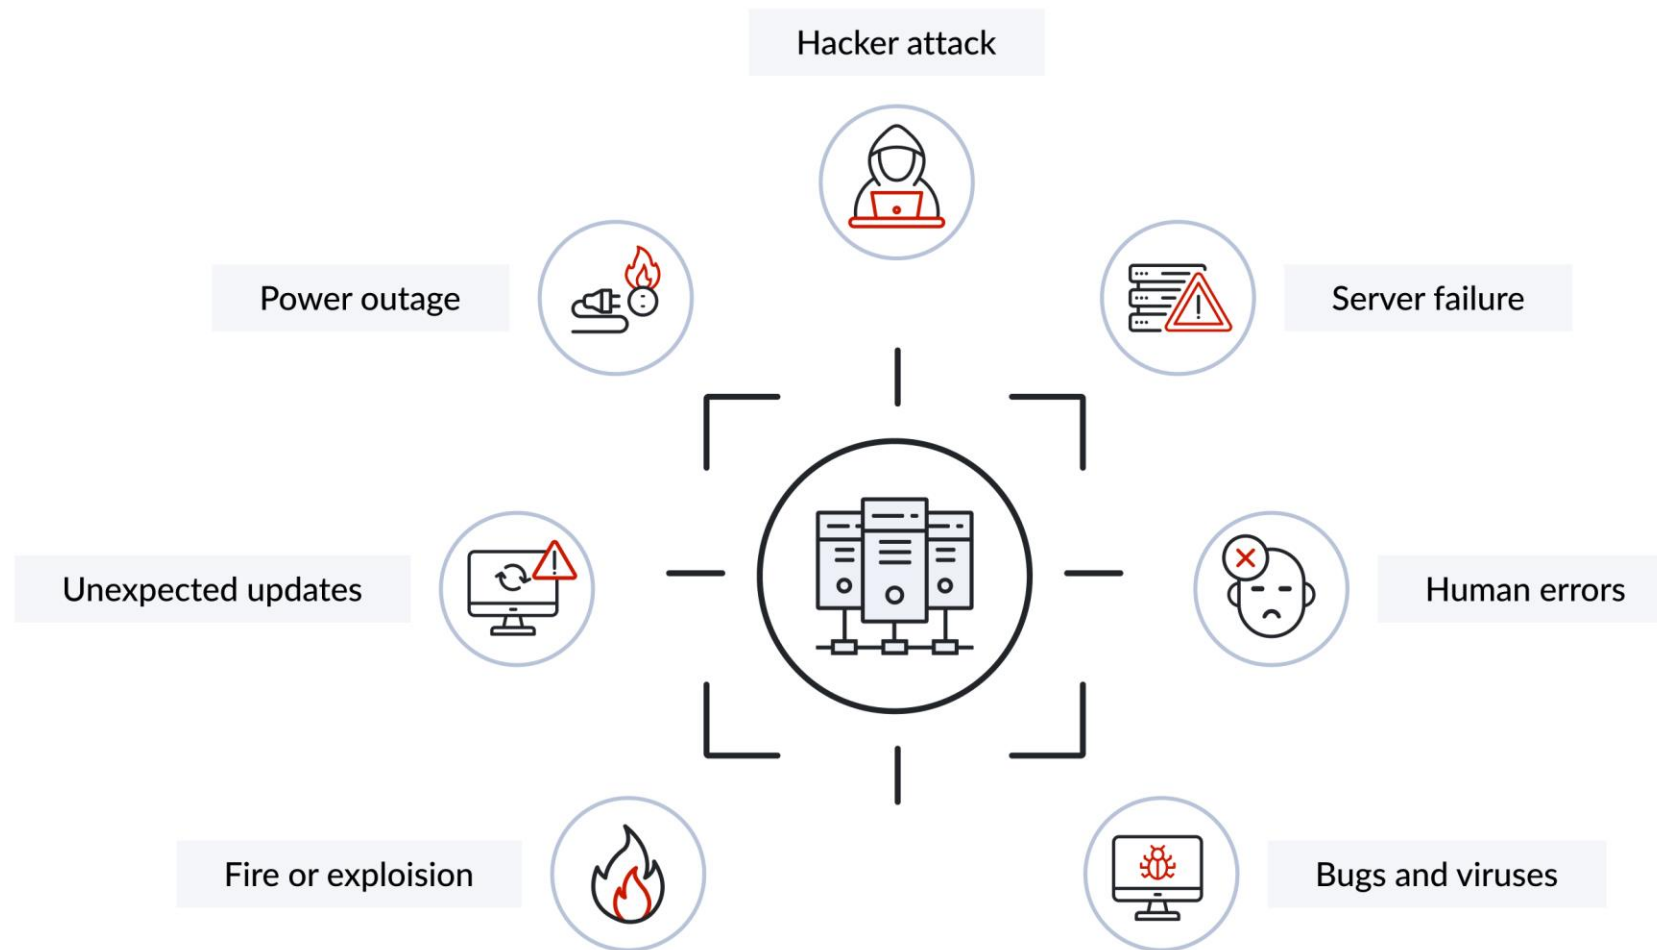 Hacker attack
Power outage
Server failure
Unexpected updates
Human errors
Fire or exploision
Bugs and viruses